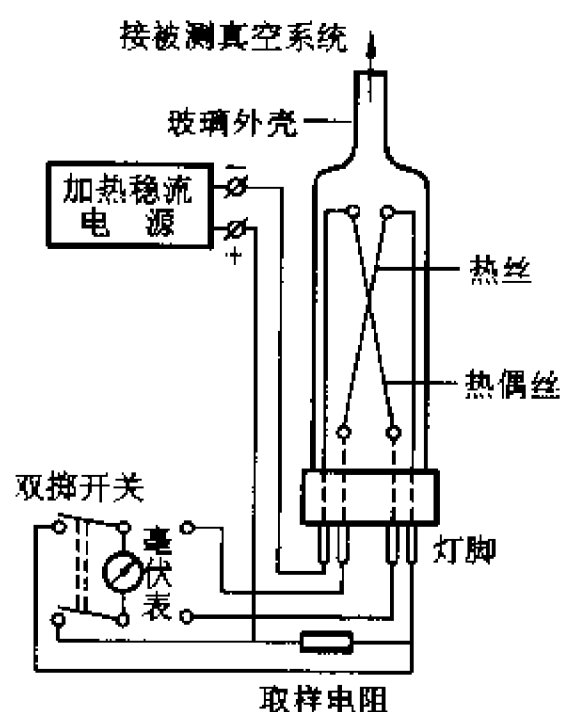 接被测真空系统
玻璃外壳
加热稳流
电 源
−
+
热丝
热偶丝
双掷开关
毫伏表
灯脚
取样电阻